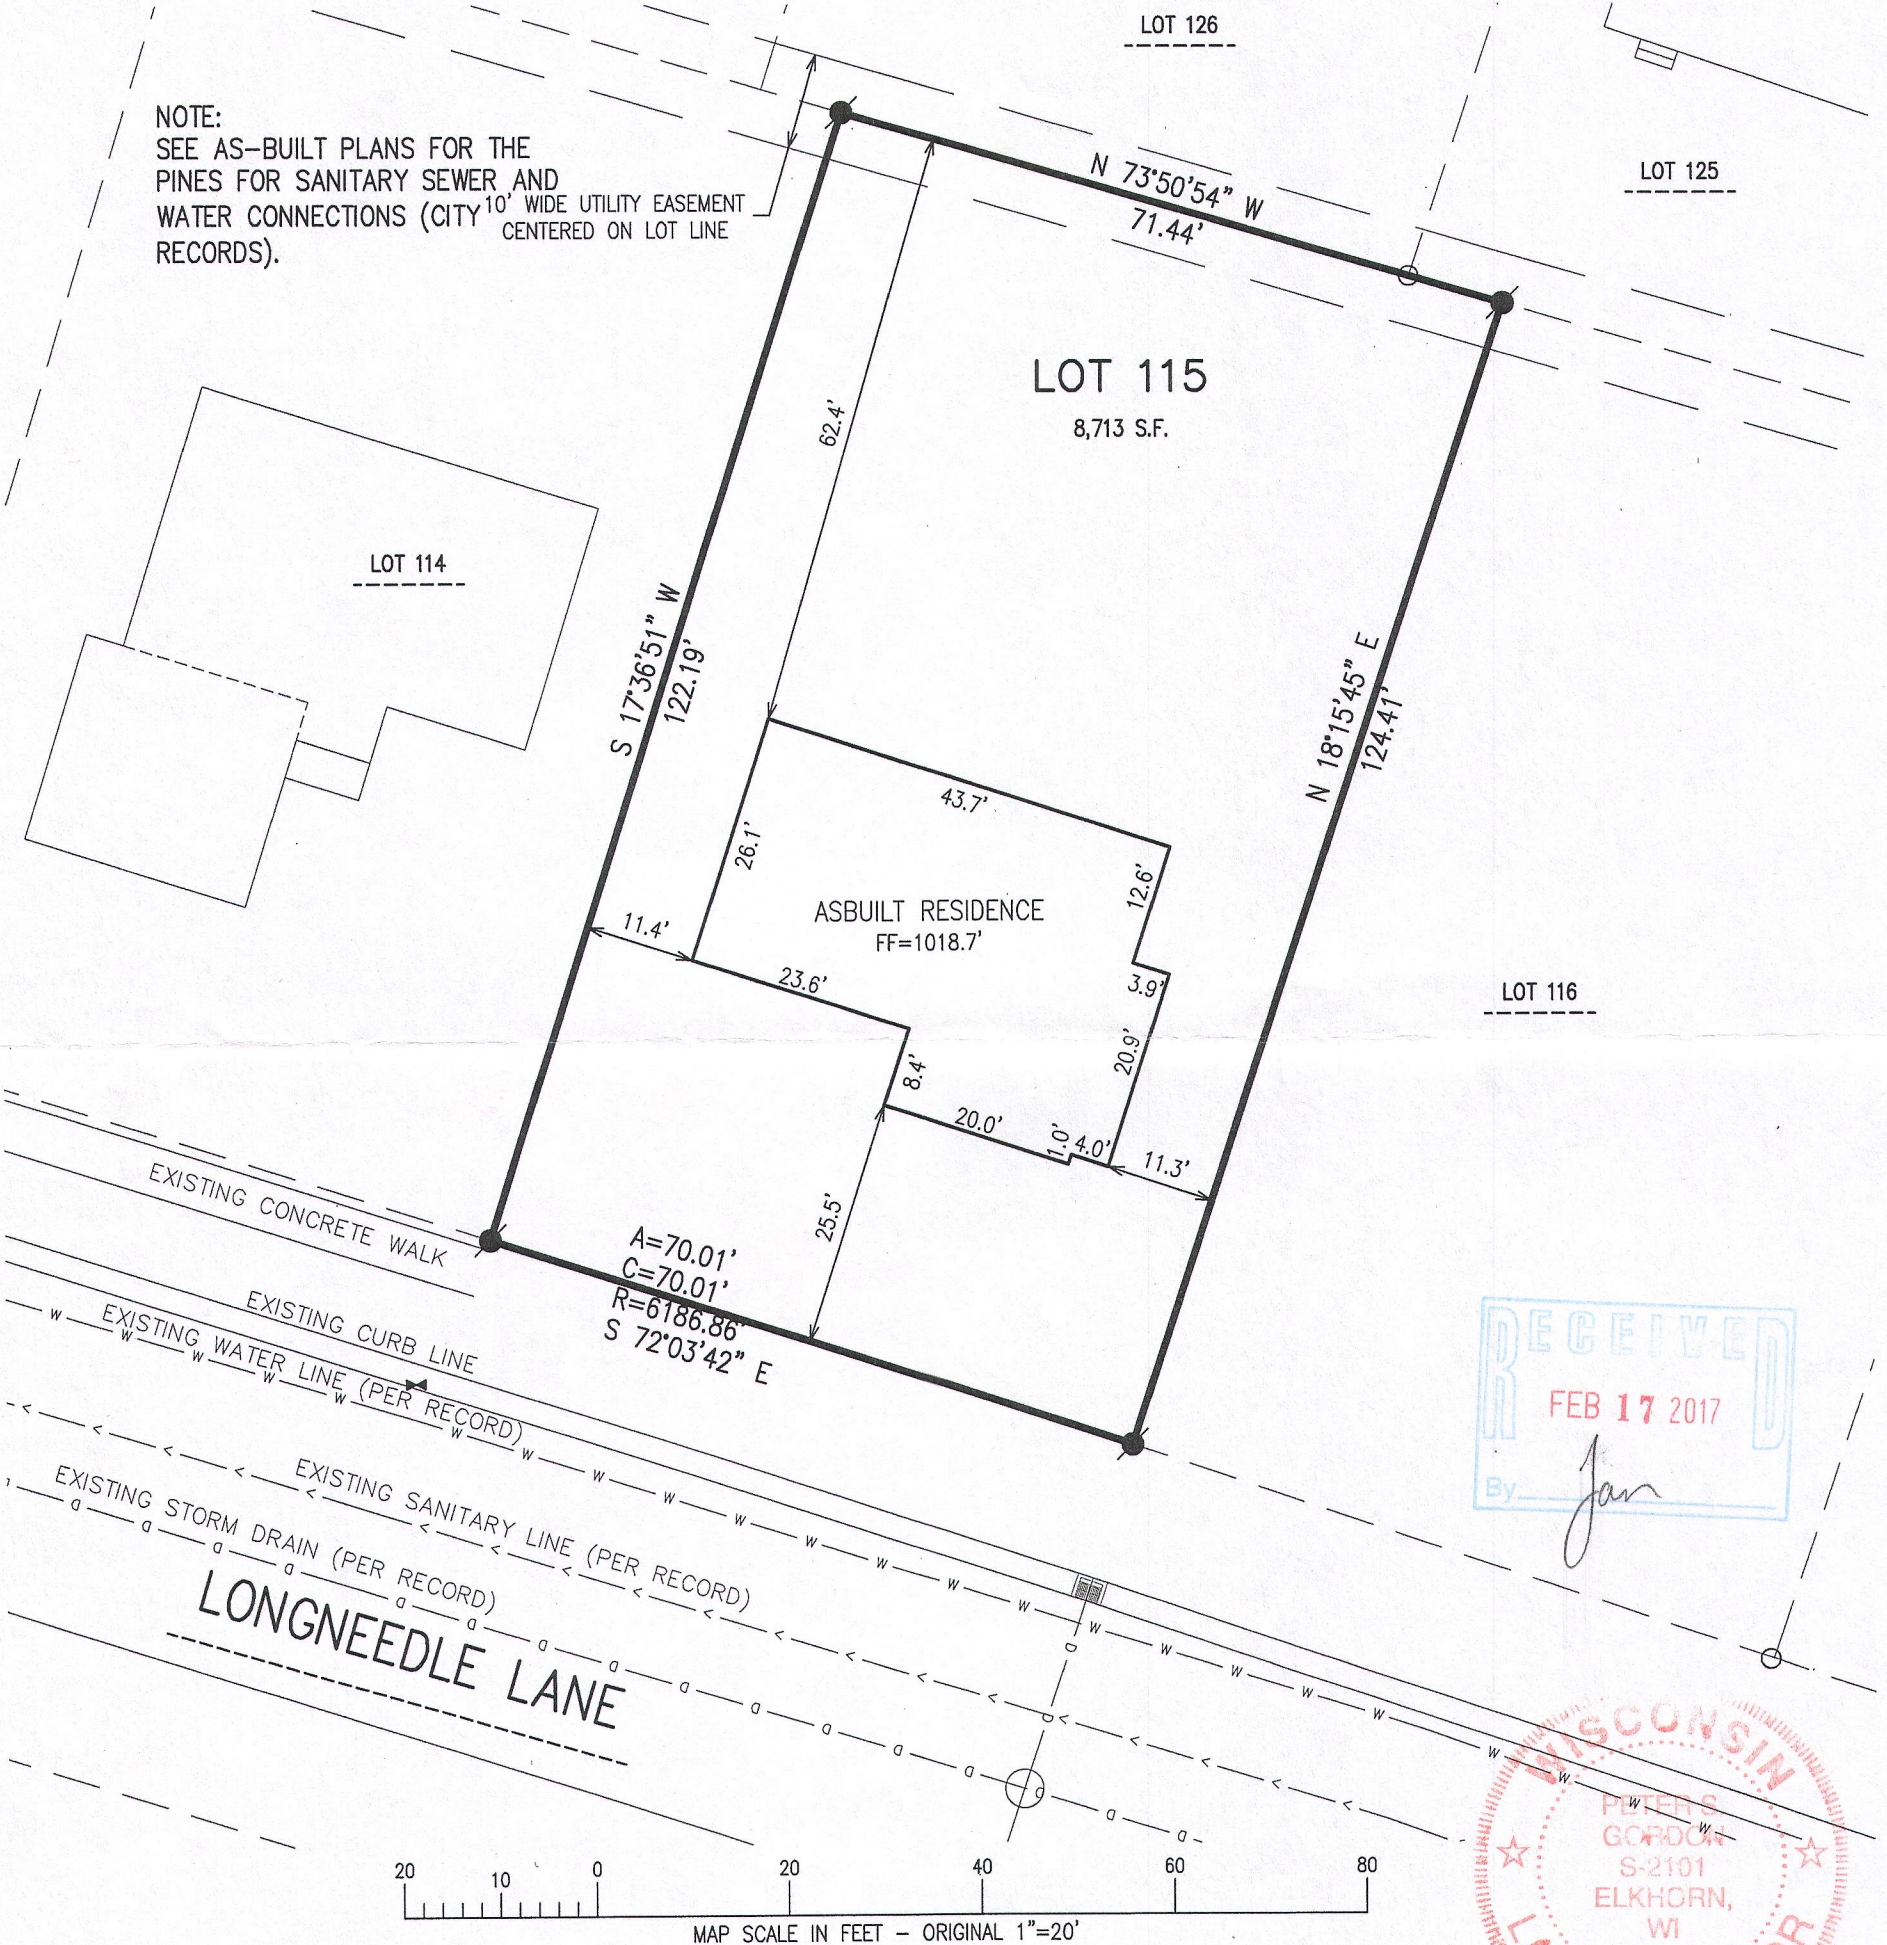 LOT 126
NOTE:
SEE AS-BUILT PLANS FOR THE
PINES FOR SANITARY SEWER AND
WATER CONNECTIONS (CITY
RECORDS).
10' WIDE UTILITY EASEMENT
CENTERED ON LOT LINE
N 73°50'54" W
71.44'
LOT 125
LOT 115
8,713 S.F.
62.4'
LOT 114
S 17°36'51" W
122.19'
N 18°15'45" E
124.41'
43.7'
26.1'
12.6'
ASBUILT RESIDENCE
FF=1018.7'
11.4'
23.6'
3.9'
LOT 116
20.9'
8.4'
20.0'
1.0'
4.0'
11.3'
25.5'
A=70.01'
C=70.01'
R=6186.86'
S 72°03'42" E
EXISTING CONCRETE WALK
EXISTING CURB LINE
EXISTING WATER LINE (PER RECORD)
EXISTING SANITARY LINE (PER RECORD)
EXISTING STORM DRAIN (PER RECORD)
LONGNEEDLE LANE
RECEIVED
FEB 17 2017
By Jan
WISCONSIN
PETER S.
GORDON
S-2101
ELKHORN,
WI
20 10 0 20 40 60 80
MAP SCALE IN FEET - ORIGINAL 1"=20'